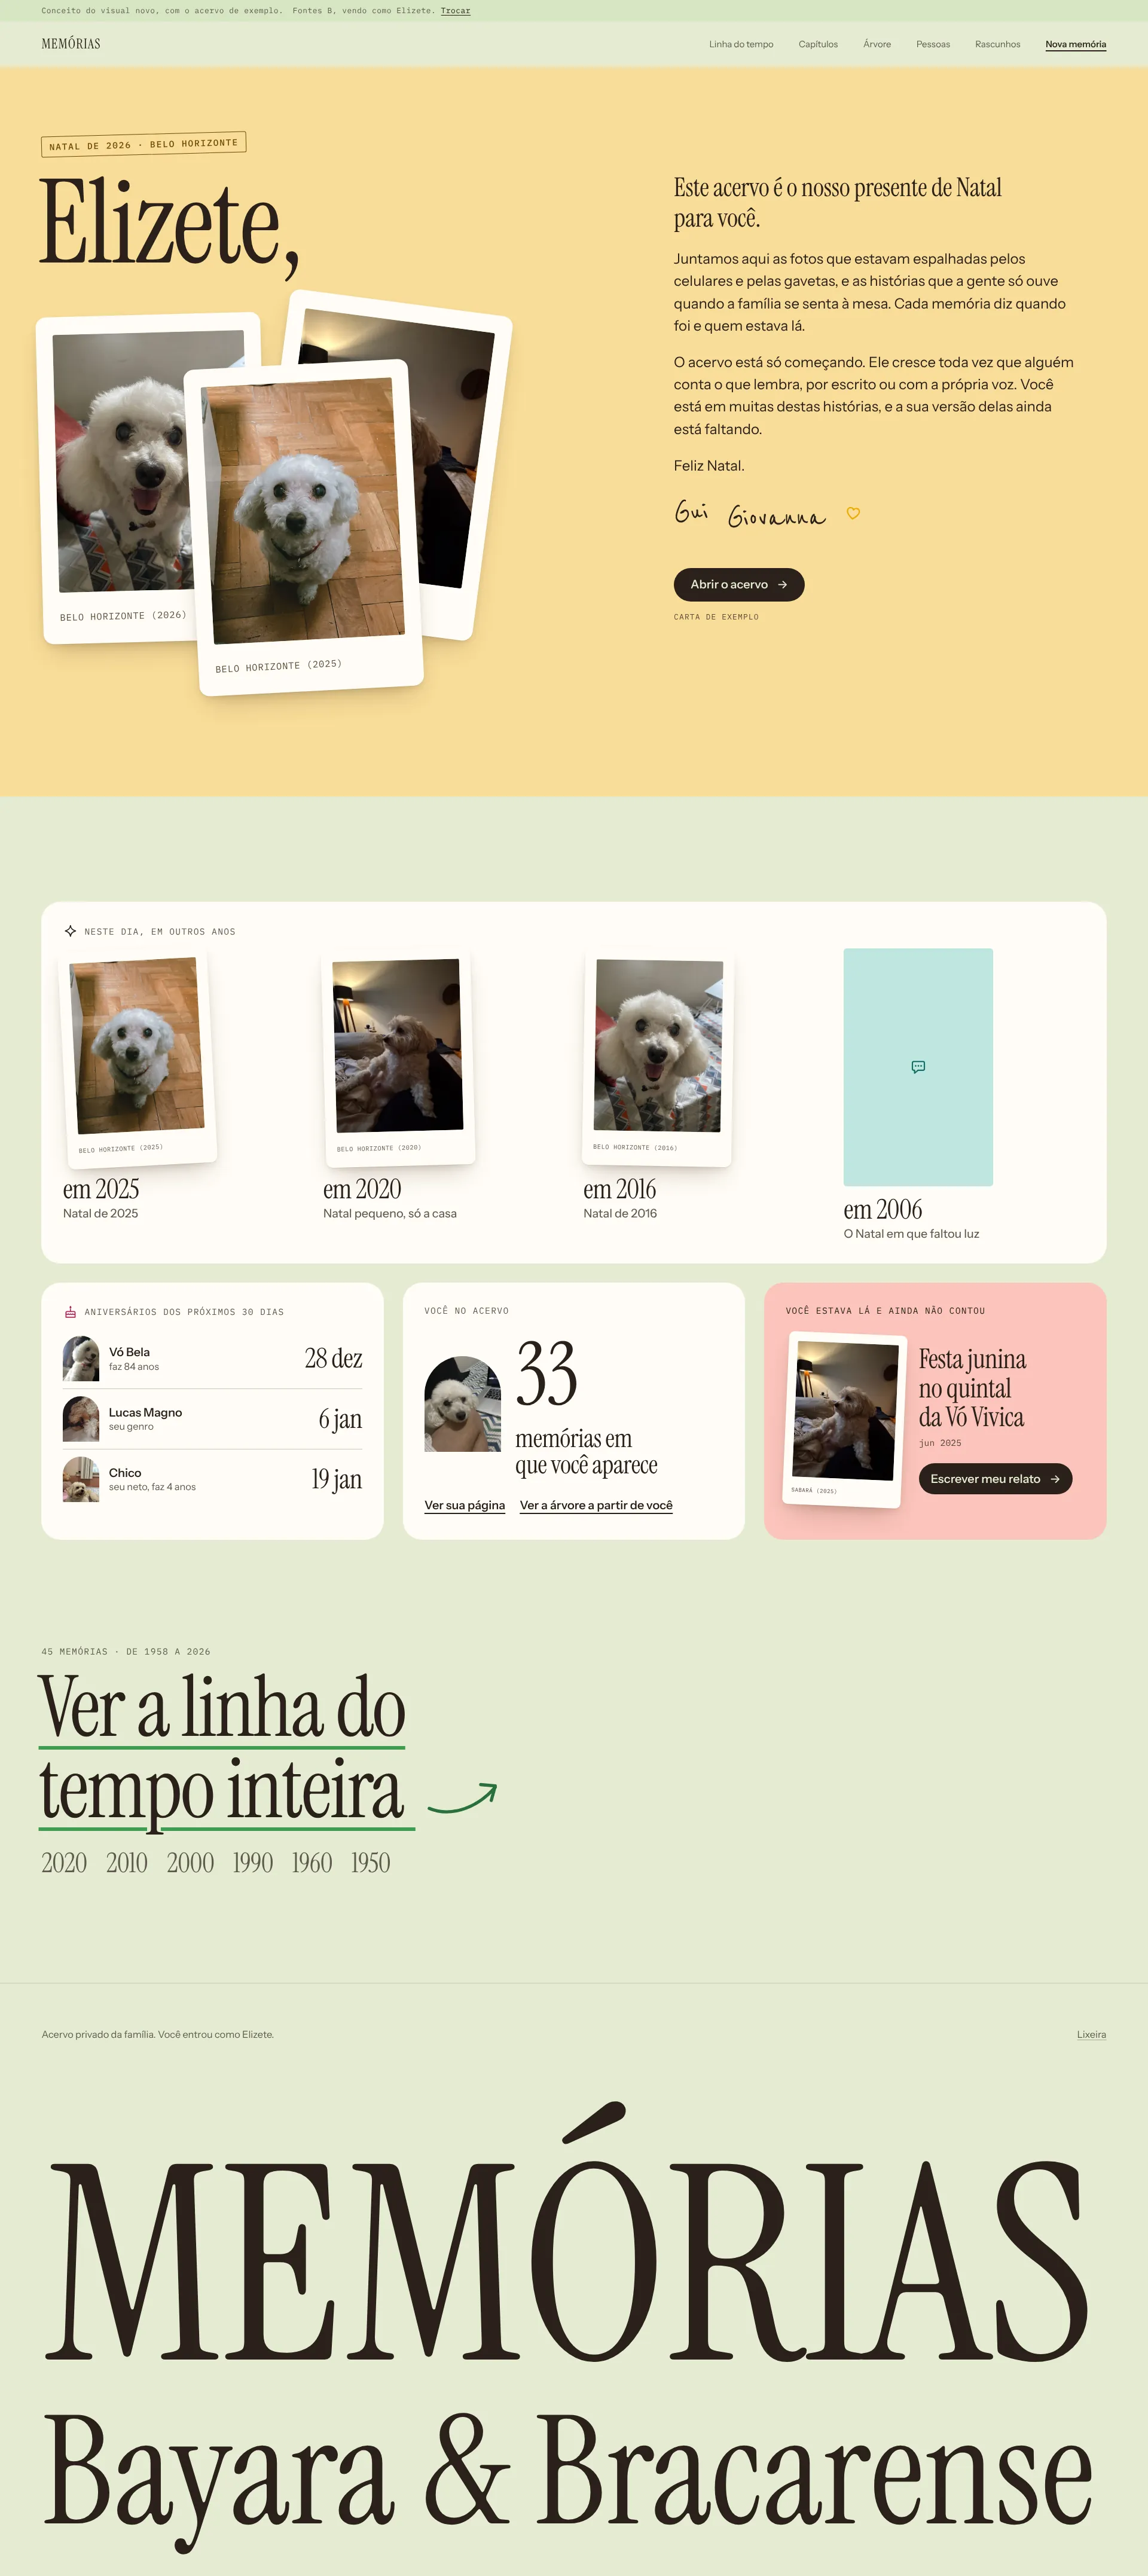 Conceito do visual novo, com o acervo de exemplo. Fontes B, vendo como Elizete. Trocar
MEMÓRIAS
Linha do tempo
Capítulos
Árvore
Pessoas
Rascunhos
Nova memória
NATAL DE 2026 · BELO HORIZONTE
Elizete,
BELO HORIZONTE (2026)
BELO HORIZONTE (2025)
Este acervo é o nosso presente de Natal
para você.
Juntamos aqui as fotos que estavam espalhadas pelos
celulares e pelas gavetas, e as histórias que a gente só ouve
quando a família se senta à mesa. Cada memória diz quando
foi e quem estava lá.
O acervo está só começando. Ele cresce toda vez que alguém
conta o que lembra, por escrito ou com a própria voz. Você
está em muitas destas histórias, e a sua versão delas ainda
está faltando.
Feliz Natal.
Gui Giovanna
Abrir o acervo →
CARTA DE EXEMPLO
NESTE DIA, EM OUTROS ANOS
BELO HORIZONTE (2025)
em 2025
Natal de 2025
BELO HORIZONTE (2020)
em 2020
Natal pequeno, só a casa
BELO HORIZONTE (2016)
em 2016
Natal de 2016
em 2006
O Natal em que faltou luz
ANIVERSÁRIOS DOS PRÓXIMOS 30 DIAS
Vó Bela
faz 84 anos
28 dez
Lucas Magno
seu genro
6 jan
Chico
seu neto, faz 4 anos
19 jan
VOCÊ NO ACERVO
33
memórias em
que você aparece
Ver sua página
Ver a árvore a partir de você
VOCÊ ESTAVA LÁ E AINDA NÃO CONTOU
SABARÁ (2025)
Festa junina
no quintal
da Vó Vivica
jun 2025
Escrever meu relato →
45 MEMÓRIAS · DE 1958 A 2026
Ver a linha do
tempo inteira
2020 2010 2000 1990 1960 1950
Acervo privado da família. Você entrou como Elizete.
Lixeira
MEMÓRIAS
Bayara & Bracarense